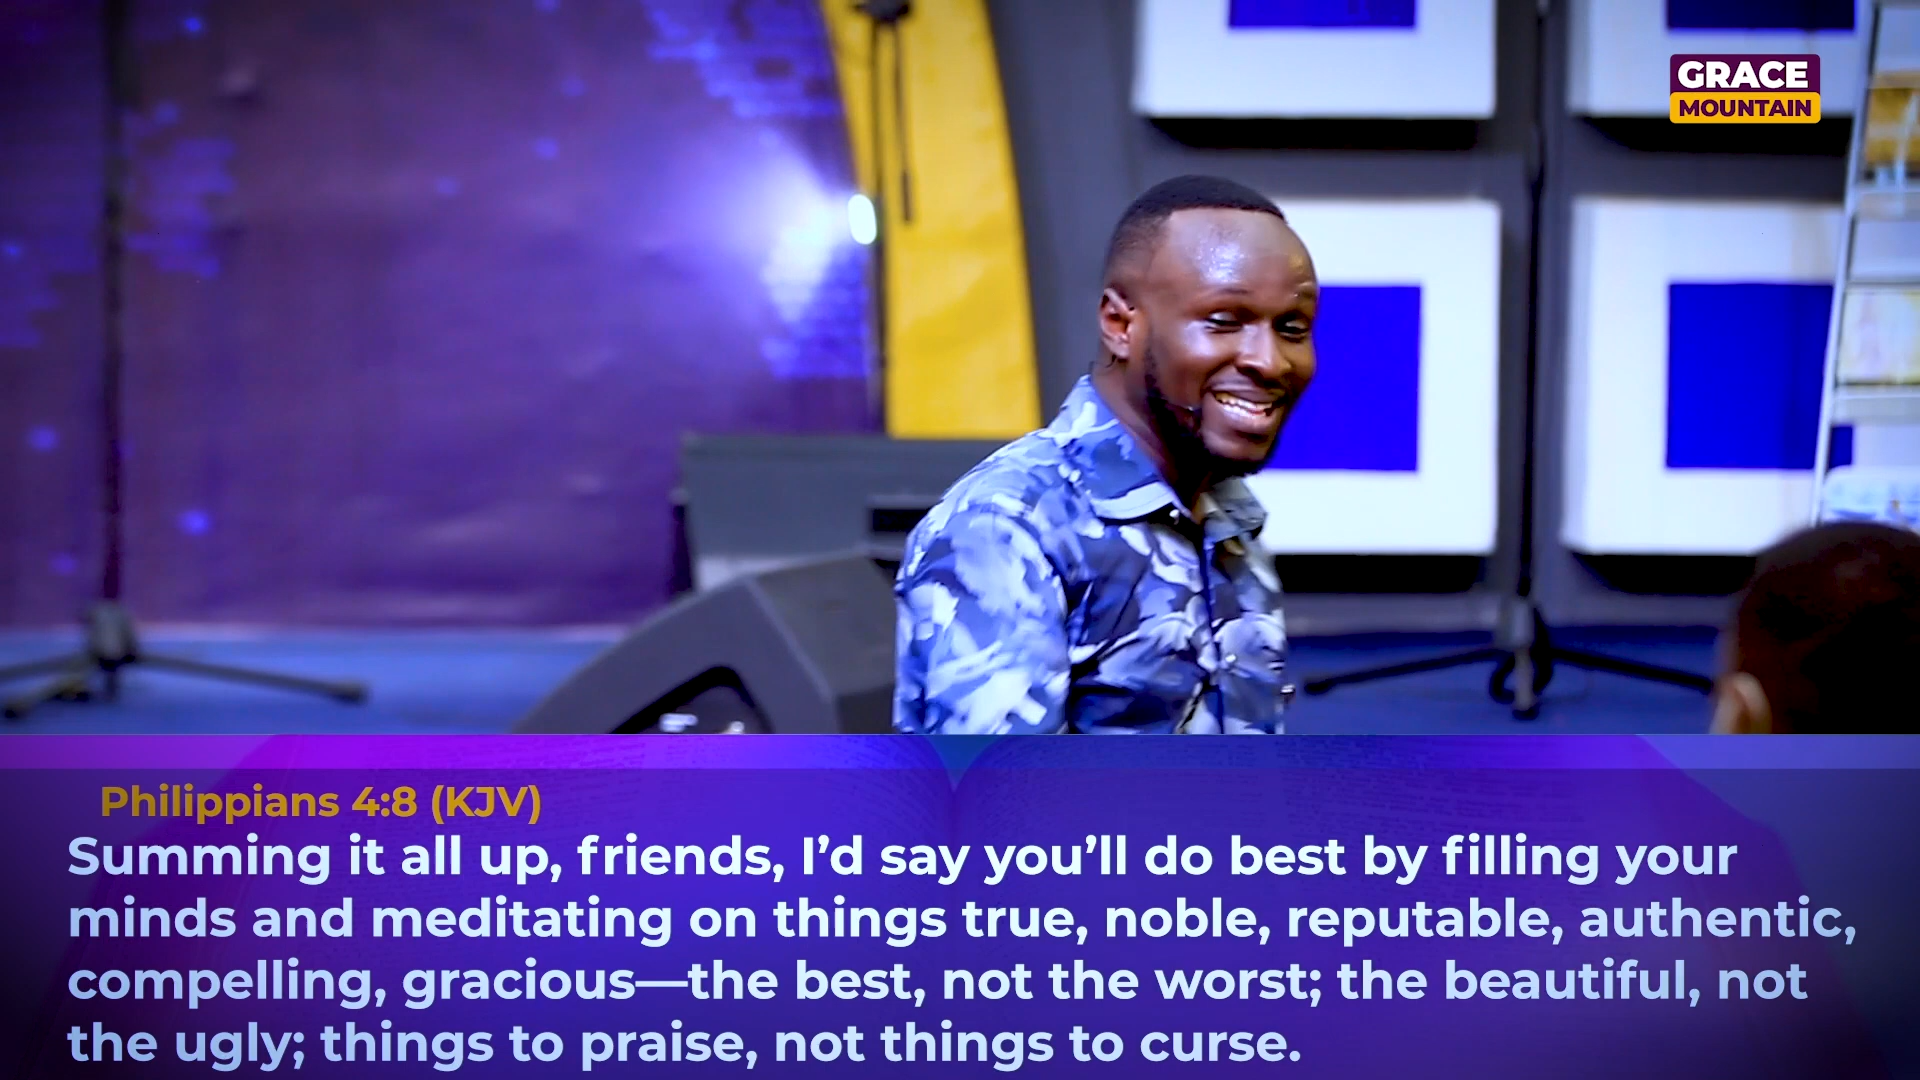 GRACE
MOUNTAIN
Philippians 4:8 (KJV)
Summing it all up, friends, I’d say you’ll do best by filling your
minds and meditating on things true, noble, reputable, authentic,
compelling, gracious—the best, not the worst; the beautiful, not
the ugly; things to praise, not things to curse.